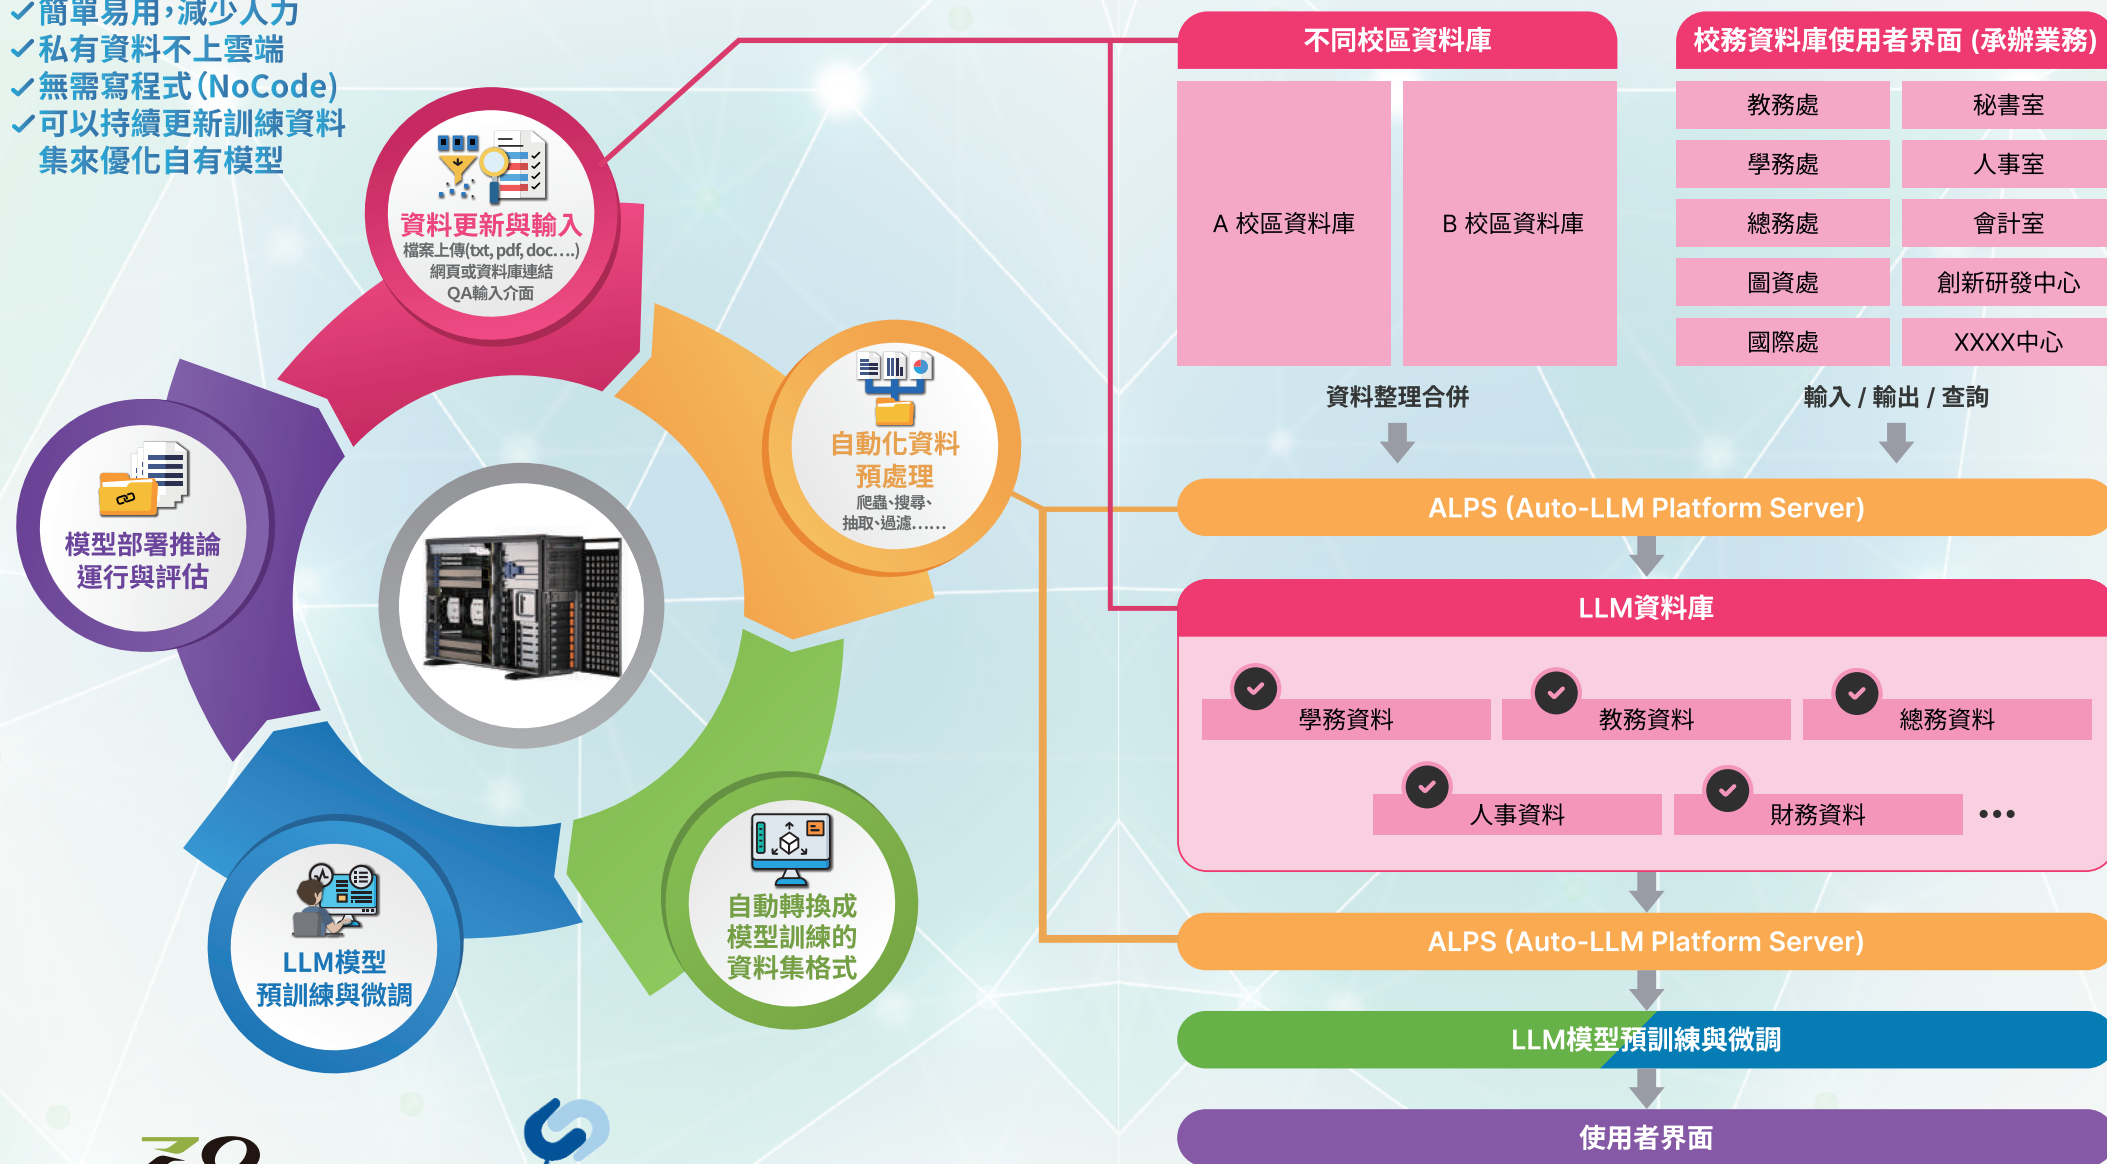 簡單易用,減少人力
私有資料不上雲端
無需寫程式(NoCode)
可以持續更新訓練資料
集來優化自有模型
資料更新與輸入
檔案上傳(txt, pdf, doc....)
網頁或資料庫連結
QA輸入介面
自動化資料
預處理
爬蟲、搜尋、
抽取、過濾......
自動轉換成
模型訓練的
資料集格式
LLM模型
預訓練與微調
模型部署推論
運行與評估
不同校區資料庫
A 校區資料庫
B 校區資料庫
資料整理合併
校務資料庫使用者界面 (承辦業務)
教務處
秘書室
學務處
人事室
總務處
會計室
圖資處
創新研發中心
國際處
XXXX中心
輸入 / 輸出 / 查詢
ALPS (Auto-LLM Platform Server)
LLM資料庫
學務資料
教務資料
總務資料
人事資料
財務資料
•••
ALPS (Auto-LLM Platform Server)
LLM模型預訓練與微調
使用者界面